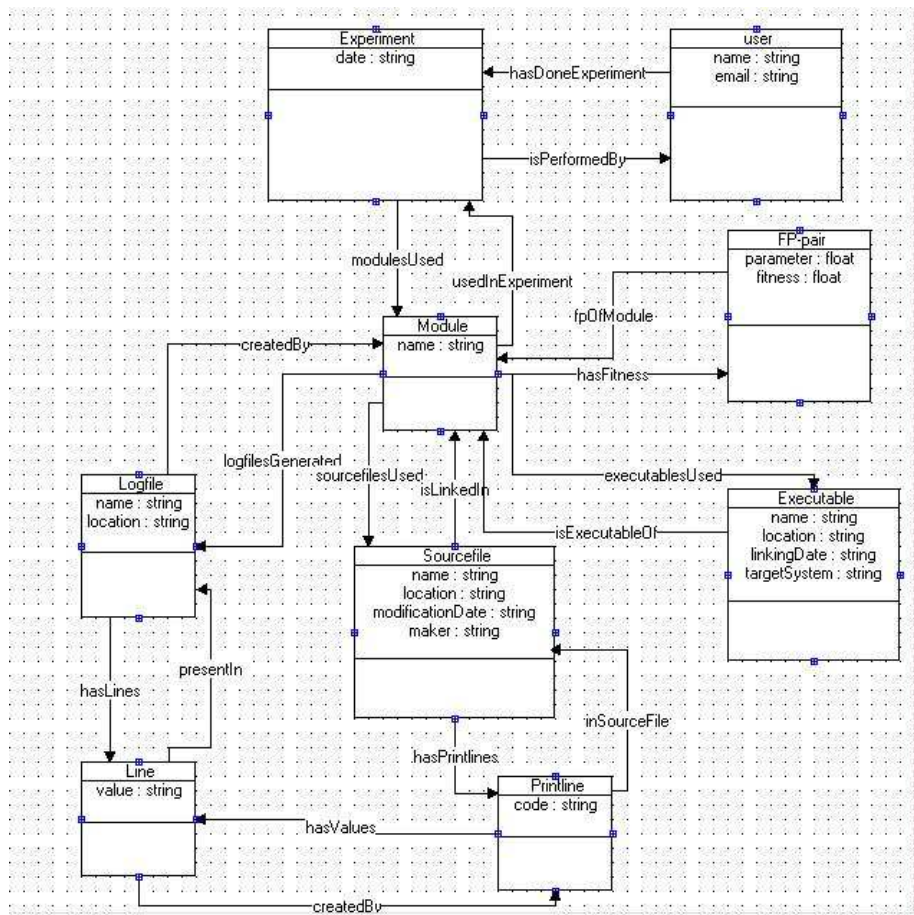 Experiment
date : string
user
name : string
email : string
hasDoneExperiment
isPerformedBy
modulesUsed
usedInExperiment
FP-pair
parameter : float
fitness : float
fpOfModule
Module
name : string
createdBy
hasFitness
logfilesGenerated
sourcefilesUsed
isLinkedIn
executablesUsed
isExecutableOf
Logfile
name : string
location : string
Executable
name : string
location : string
linkingDate : string
targetSystem : string
Sourcefile
name : string
location : string
modificationDate : string
maker : string
presentIn
hasLines
inSourceFile
hasPrintlines
Line
value : string
Printline
code : string
hasValues
createdBy